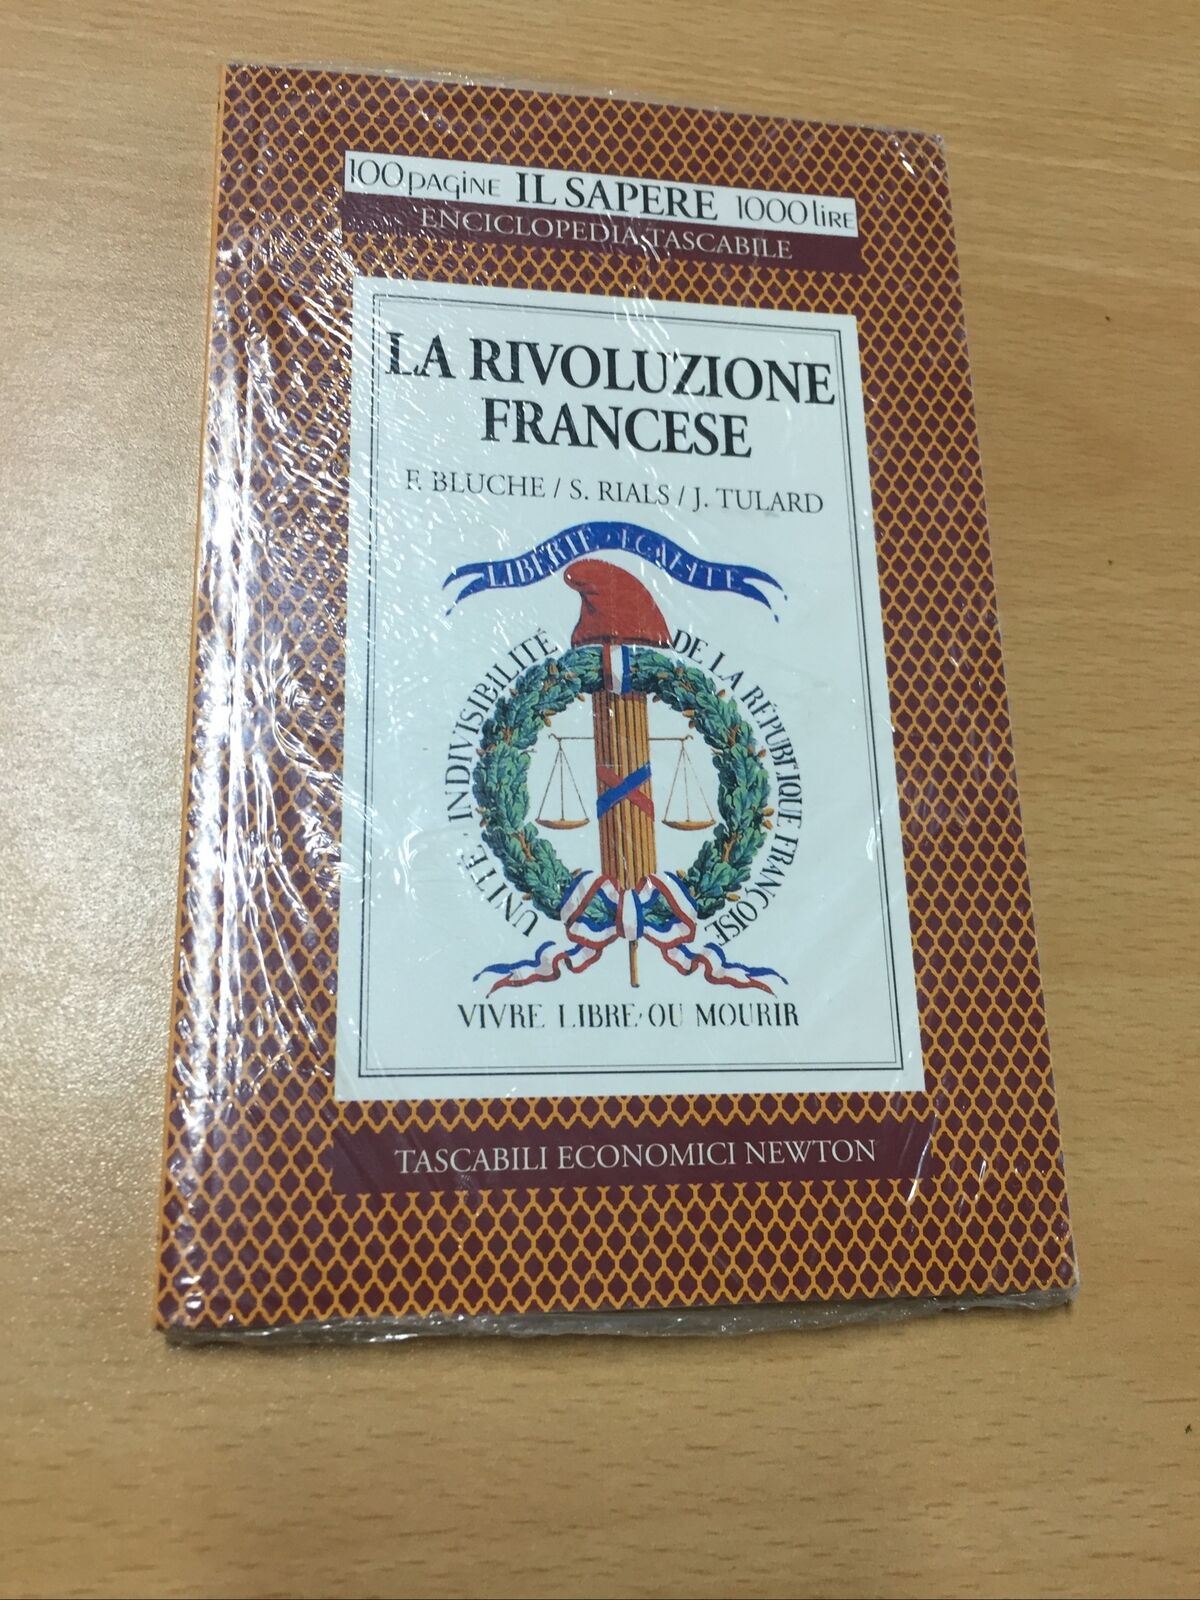 100 pagine IL SAPERE 1000 lire
ENCICLOPEDIA TASCABILE
LA RIVOLUZIONE
FRANCESE
F. BLUCHE / S. RIALS / J. TULARD
LIBERTÉ · EGALITE
UNITÉ · INDIVISIBILITÉ
DE LA RÉPUBLIQUE FRANÇOISE
VIVRE LIBRE · OU MOURIR
TASCABILI ECONOMICI NEWTON